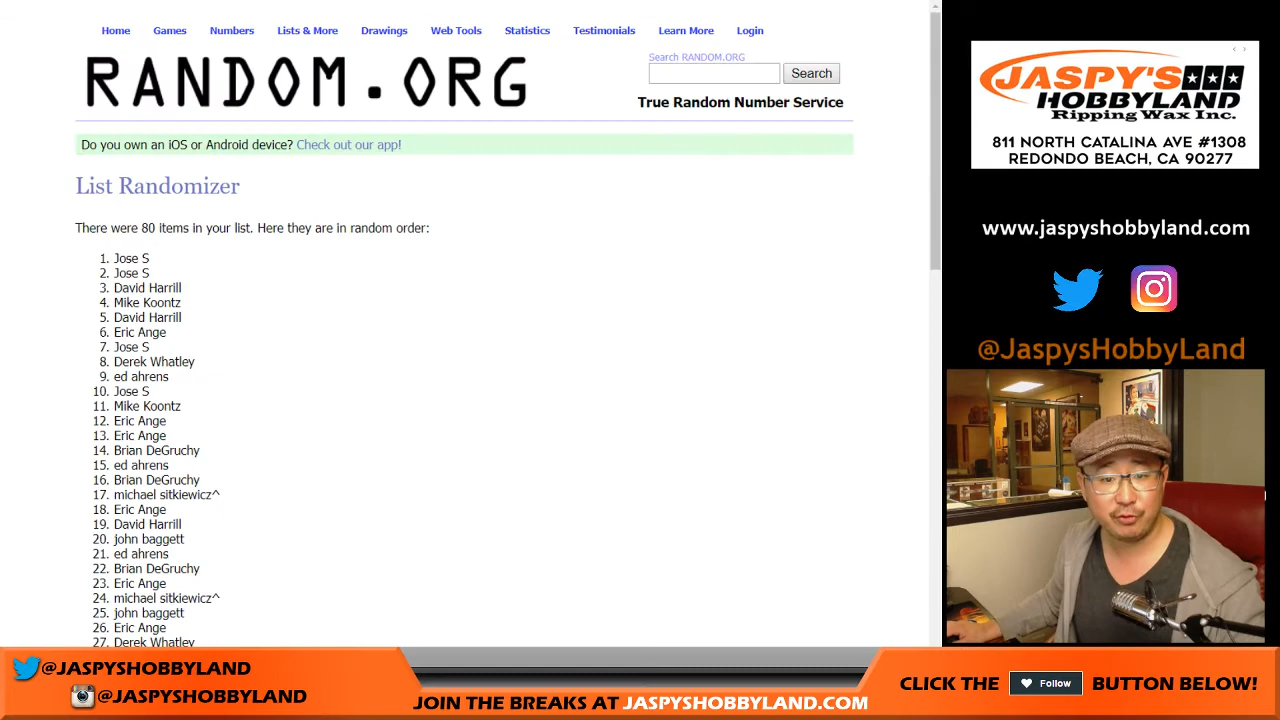 Home Games Numbers Lists & More Drawings Web Tools Statistics Testimonials Learn More Login
RANDOM.ORG
Search RANDOM.ORG
Search
True Random Number Service
Do you own an iOS or Android device? Check out our app!
List Randomizer
There were 80 items in your list. Here they are in random order:
1. Jose S
2. Jose S
3. David Harrill
4. Mike Koontz
5. David Harrill
6. Eric Ange
7. Jose S
8. Derek Whatley
9. ed ahrens
10. Jose S
11. Mike Koontz
12. Eric Ange
13. Eric Ange
14. Brian DeGruchy
15. ed ahrens
16. Brian DeGruchy
17. michael sitkiewicz^
18. Eric Ange
19. David Harrill
20. john baggett
21. ed ahrens
22. Brian DeGruchy
23. Eric Ange
24. michael sitkiewicz^
25. john baggett
26. Eric Ange
27. Derek Whatley
JASPY'S
HOBBYLAND
Ripping Wax Inc.
811 NORTH CATALINA AVE #1308
REDONDO BEACH, CA 90277
www.jaspyshobbyland.com
@JaspysHobbyLand
@JASPYSHOBBYLAND
@JASPYSHOBBYLAND
JOIN THE BREAKS AT JASPYSHOBBYLAND.COM
CLICK THE Follow BUTTON BELOW!